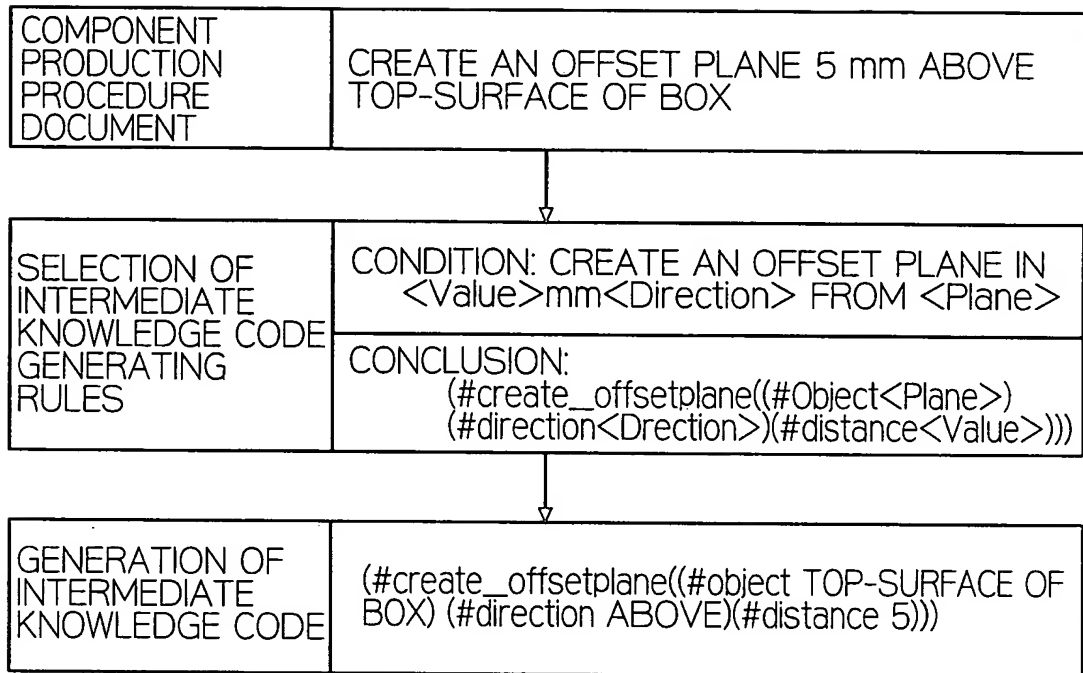 COMPONENT
PRODUCTION
PROCEDURE
DOCUMENT
CREATE AN OFFSET PLANE 5 mm ABOVE
TOP-SURFACE OF BOX
SELECTION OF
INTERMEDIATE
KNOWLEDGE CODE
GENERATING
RULES
CONDITION: CREATE AN OFFSET PLANE IN
<Value>mm<Direction> FROM <Plane>
CONCLUSION:
(#create_offsetplane((#Object<Plane>)
(#direction<Drection>)(#distance<Value>)))
GENERATION OF
INTERMEDIATE
KNOWLEDGE CODE
(#create_offsetplane((#object TOP-SURFACE OF
BOX) (#direction ABOVE)(#distance 5)))